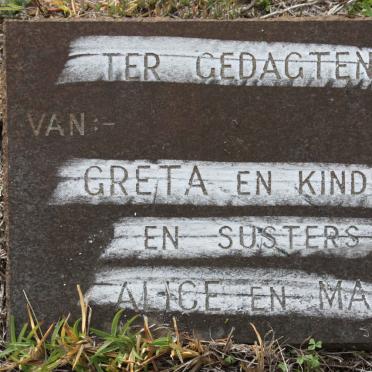 TER GEDAGTEN
VAN:-
GRETA EN KIND
EN SUSTERS
ALICE EN MA